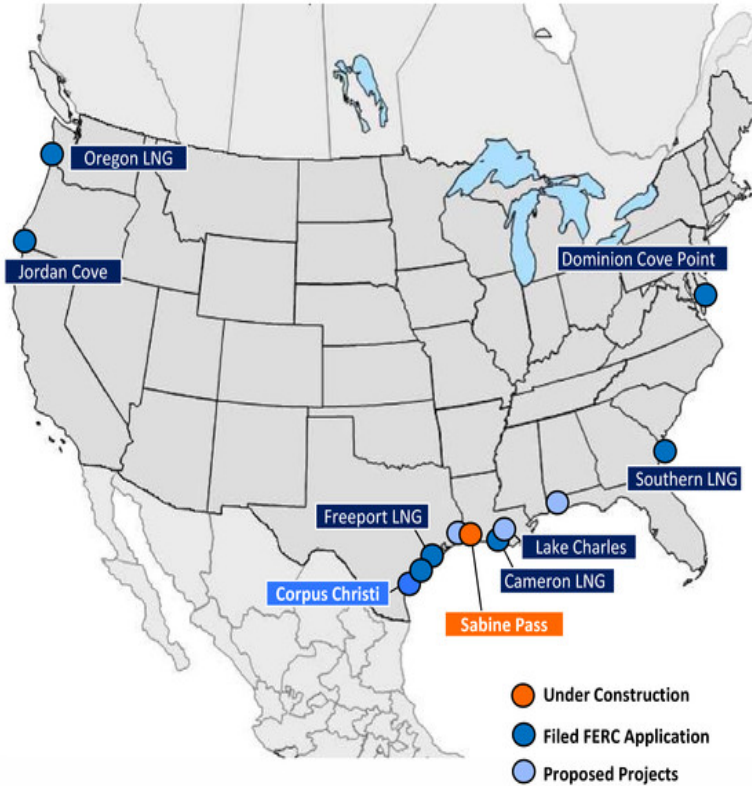 Oregon LNG
Jordan Cove
Dominion Cove Point
Southern LNG
Freeport LNG
Lake Charles
Cameron LNG
Corpus Christi
Sabine Pass
Under Construction
Filed FERC Application
Proposed Projects